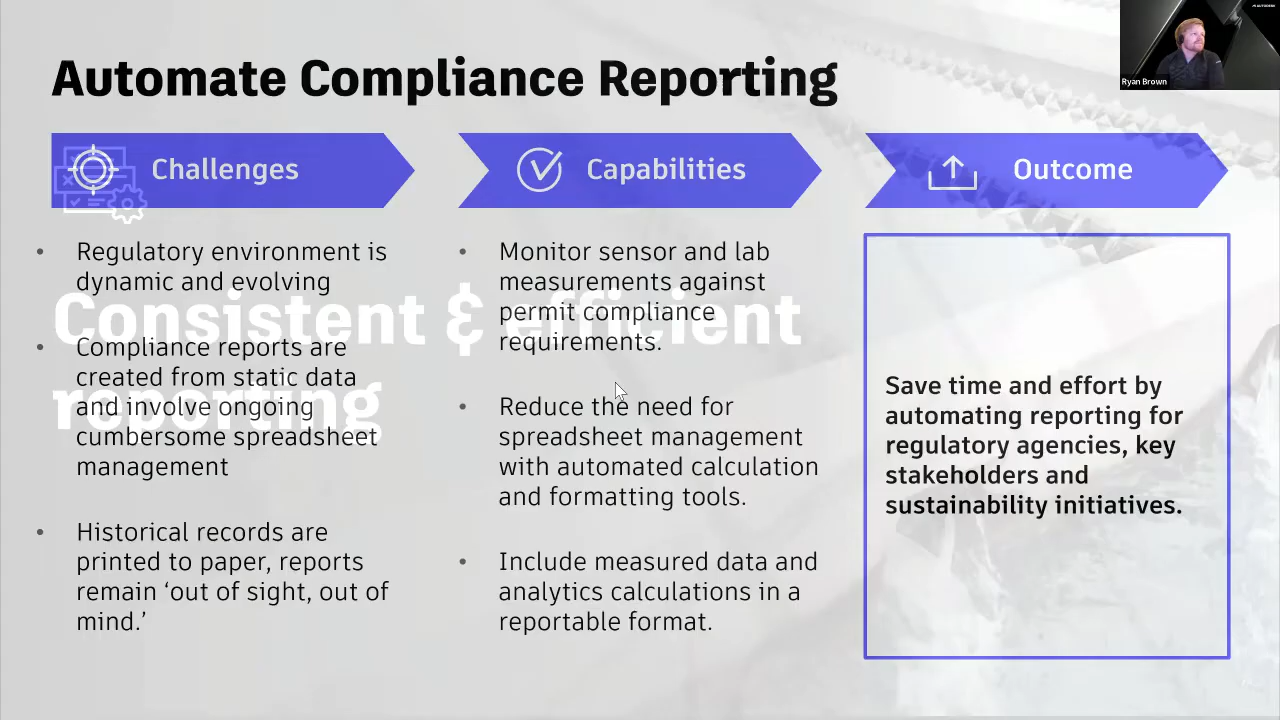 AUTODESK
Ryan Brown
Automate Compliance Reporting
Challenges
Regulatory environment is
dynamic and evolving
Compliance reports are
created from static data
and involve ongoing
cumbersome spreadsheet
management
Historical records are
printed to paper, reports
remain ‘out of sight, out of
mind.’
Consistent & efficient
reporting
Capabilities
Monitor sensor and lab
measurements against
permit compliance
requirements.
Reduce the need for
spreadsheet management
with automated calculation
and formatting tools.
Include measured data and
analytics calculations in a
reportable format.
Outcome
Save time and effort by
automating reporting for
regulatory agencies, key
stakeholders and
sustainability initiatives.